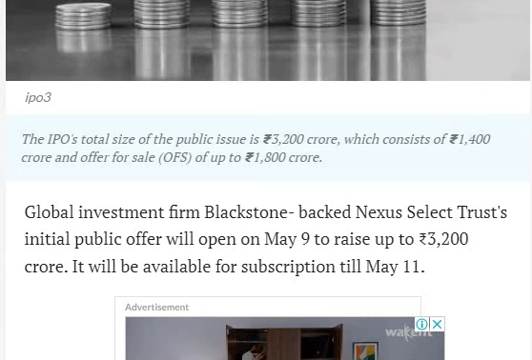 ipo3
The IPO's total size of the public issue is ₹3,200 crore, which consists of ₹1,400
crore and offer for sale (OFS) of up to ₹1,800 crore.
Global investment firm Blackstone- backed Nexus Select Trust's
initial public offer will open on May 9 to raise up to ₹3,200
crore. It will be available for subscription till May 11.
Advertisement